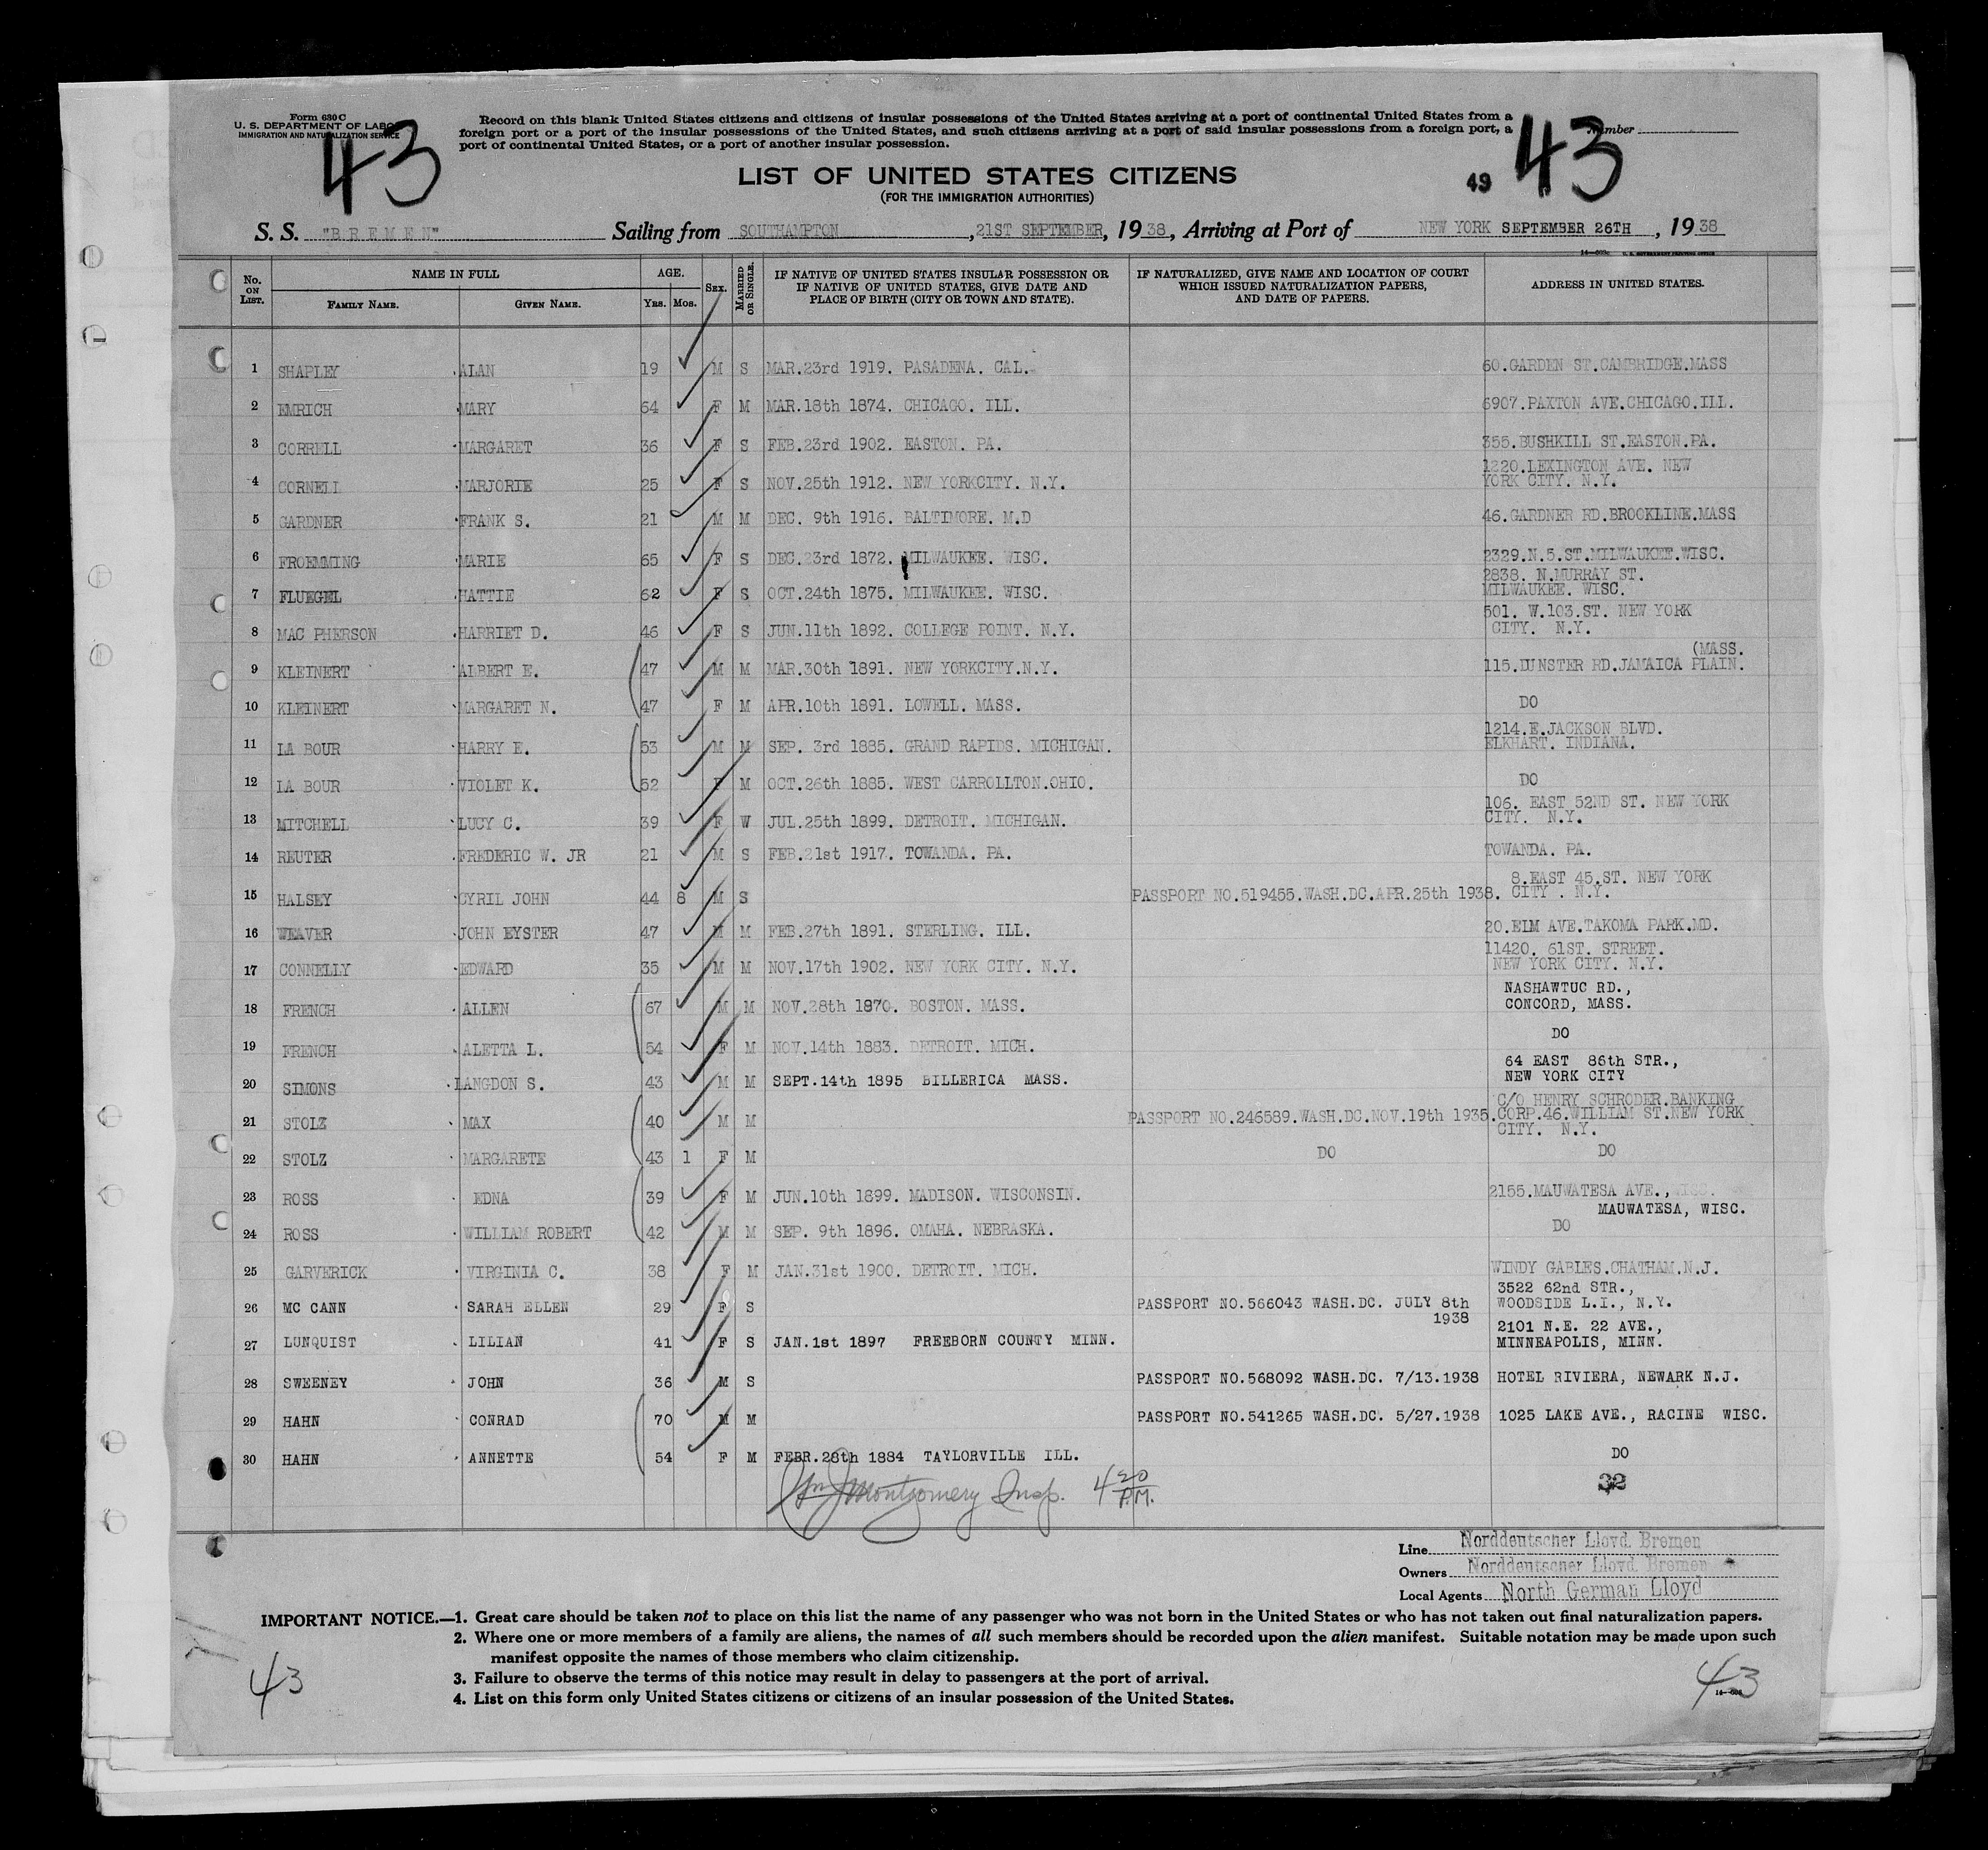 Form 630 C
U. S. DEPARTMENT OF LABOR
IMMIGRATION AND NATURALIZATION SERVICE
43
Record on this blank United States citizens and citizens of insular possessions of the United States arriving at a port of continental United States from a
foreign port or a port of the insular possessions of the United States, and such citizens arriving at a port of said insular possessions from a foreign port, a
port of continental United States, or a port of another insular possession.
Number
43
LIST OF UNITED STATES CITIZENS
(FOR THE IMMIGRATION AUTHORITIES)
49
S. S. "BREMEN" Sailing from SOUTHAMPTON, 21ST SEPTEMBER, 1938, Arriving at Port of NEW YORK SEPTEMBER 26TH, 1938
No. ON LIST. NAME IN FULL FAMILY NAME. GIVEN NAME. AGE. YRS. MOS. SEX. MARRIED OR SINGLE. IF NATIVE OF UNITED STATES INSULAR POSSESSION OR IF NATIVE OF UNITED STATES, GIVE DATE AND PLACE OF BIRTH (CITY OR TOWN AND STATE). IF NATURALIZED, GIVE NAME AND LOCATION OF COURT WHICH ISSUED NATURALIZATION PAPERS, AND DATE OF PAPERS. ADDRESS IN UNITED STATES.
1 SHAPLEY ALAN 19 M S MAR.23rd 1919. PASADENA. CAL. 60.GARDEN ST.CAMBRIDGE.MASS
2 EMRICH MARY 64 F M MAR.18th 1874. CHICAGO. ILL. 6907.PAXTON AVE.CHICAGO.ILL.
3 CORRELL MARGARET 36 F S FEB.23rd 1902. EASTON. PA. 355.BUSHKILL ST.EASTON.PA.
4 CORNELL MARJORIE 25 F S NOV.25th 1912. NEW YORKCITY. N.Y. 1220.LEXINGTON AVE. NEW YORK CITY. N.Y.
5 GARDNER FRANK S. 21 M M DEC. 9th 1916. BALTIMORE. M.D 46.GARDNER RD.BROOKLINE.MASS
6 FROEMMING MARIE 65 F S DEC.23rd 1872. MILWAUKEE. WISC. 2329.N.5.ST.MILWAUKEE.WISC.
7 FLUEGEL HATTIE 62 F S OCT.24th 1875. MILWAUKEE. WISC. 2838. N.MURRAY ST. MILWAUKEE. WISC.
8 MAC PHERSON HARRIET D. 46 F S JUN.11th 1892. COLLEGE POINT. N.Y. 501. W.103.ST. NEW YORK CITY. N.Y.
9 KLEINERT ALBERT E. 47 M M MAR.30th 1891. NEW YORKCITY.N.Y. 115.DUNSTER RD.JAMAICA PLAIN. (MASS.
10 KLEINERT MARGARET N. 47 F M APR.10th 1891. LOWELL. MASS. DO
11 LA BOUR HARRY E. 53 M M SEP. 3rd 1885. GRAND RAPIDS. MICHIGAN. 1214.E.JACKSON BLVD. ELKHART. INDIANA.
12 LA BOUR VIOLET K. 52 F M OCT.26th 1885. WEST CARROLLTON.OHIO. DO
13 MITCHELL LUCY C. 39 F W JUL.25th 1899. DETROIT. MICHIGAN. 106. EAST 52ND ST. NEW YORK CITY. N.Y.
14 REUTER FREDERIC W. JR 21 M S FEB.21st 1917. TOWANDA. PA. TOWANDA. PA.
15 HALSEY CYRIL JOHN 44 8 M S PASSPORT NO.519455.WASH.DC.APR.25th 1938. 8.EAST 45.ST. NEW YORK CITY . N.Y.
16 WEAVER JOHN EYSTER 47 M M FEB.27th 1891. STERLING. ILL. 20.ELM AVE.TAKOMA PARK.MD.
17 CONNELLY EDWARD 35 M M NOV.17th 1902. NEW YORK CITY. N.Y. 11420. 61ST. STREET. NEW YORK CITY. N.Y.
18 FRENCH ALLEN 67 M M NOV.28th 1870. BOSTON. MASS. NASHAWTUC RD., CONCORD, MASS.
19 FRENCH ALETTA L. 54 F M NOV.14th 1883. DETROIT. MICH. DO
20 SIMONS LANGDON S. 43 M M SEPT.14th 1895 BILLERICA MASS. 64 EAST 86th STR., NEW YORK CITY
21 STOLZ MAX 40 M M PASSPORT NO.246589.WASH.DC.NOV.19th 1935. C/O HENRY SCHRODER.BANKING CORP.46.WILLIAM ST.NEW YORK CITY. N.Y.
22 STOLZ MARGARETE 43 1 F M DO DO
23 ROSS EDNA 39 F M JUN.10th 1899. MADISON. WISCONSIN. 2155.MAUWATESA AVE., MAUWATESA, WISC.
24 ROSS WILLIAM ROBERT 42 M M SEP. 9th 1896. OMAHA. NEBRASKA. DO
25 GARVERICK VIRGINIA C. 38 F M JAN.31st 1900. DETROIT. MICH. WINDY GABLES.CHATHAM.N.J.
26 MC CANN SARAH ELLEN 29 F S PASSPORT NO.566043 WASH.DC. JULY 8th 1938 3522 62nd STR., WOODSIDE L.I., N.Y.
27 LUNQUIST LILIAN 41 F S JAN.1st 1897 FREEBORN COUNTY MINN. 2101 N.E. 22 AVE., MINNEAPOLIS, MINN.
28 SWEENEY JOHN 36 M S PASSPORT NO.568092 WASH.DC. 7/13.1938 HOTEL RIVIERA, NEWARK N.J.
29 HAHN CONRAD 70 M M PASSPORT NO.541265 WASH.DC. 5/27.1938 1025 LAKE AVE., RACINE WISC.
30 HAHN ANNETTE 54 F M FEBR.28th 1884 TAYLORVILLE ILL. DO
Wm J Montgomery Insp. 4 20 P.M.
32
Line Norddeutscher Lloyd Bremen
Owners Norddeutscher Lloyd Bremen
Local Agents North German Lloyd
IMPORTANT NOTICE.—1. Great care should be taken not to place on this list the name of any passenger who was not born in the United States or who has not taken out final naturalization papers.
2. Where one or more members of a family are aliens, the names of all such members should be recorded upon the alien manifest. Suitable notation may be made upon such
manifest opposite the names of those members who claim citizenship.
3. Failure to observe the terms of this notice may result in delay to passengers at the port of arrival.
4. List on this form only United States citizens or citizens of an insular possession of the United States.
43
43